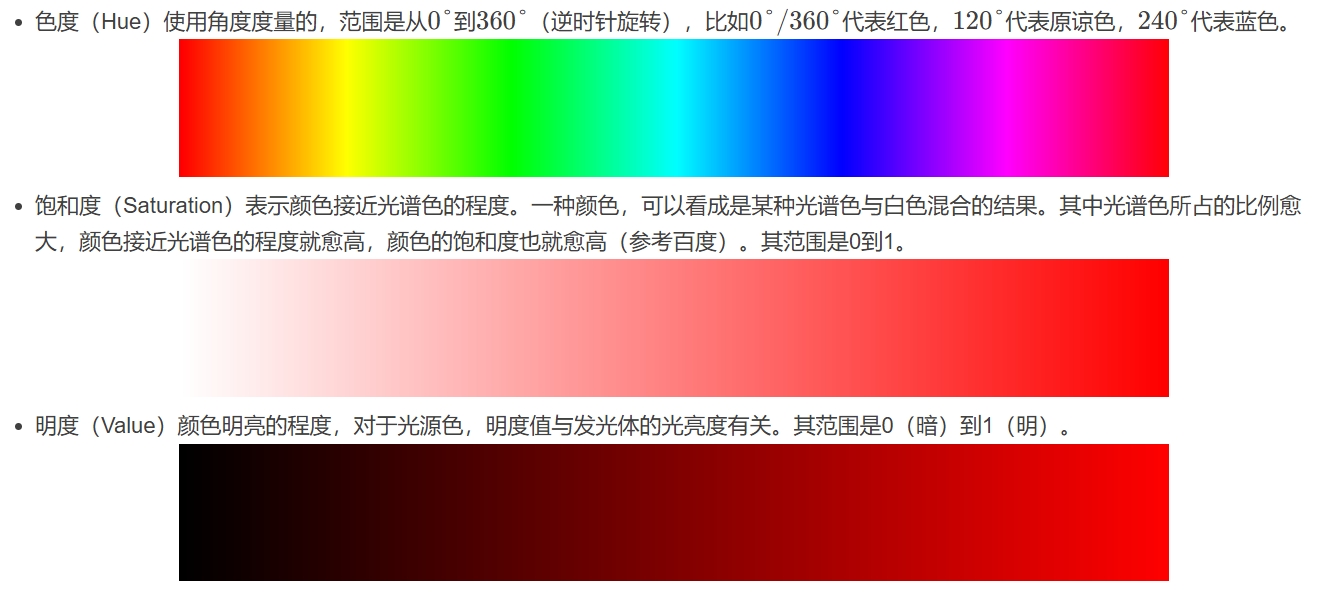 • 色度（Hue）使用角度度量的，范围是从0°到360°（逆时针旋转），比如0°/360°代表红色，120°代表原谅色，240°代表蓝色。
• 饱和度（Saturation）表示颜色接近光谱色的程度。一种颜色，可以看成是某种光谱色与白色混合的结果。其中光谱色所占的比例愈
大，颜色接近光谱色的程度就愈高，颜色的饱和度也就愈高（参考百度）。其范围是0到1。
• 明度（Value）颜色明亮的程度，对于光源色，明度值与发光体的光亮度有关。其范围是0（暗）到1（明）。